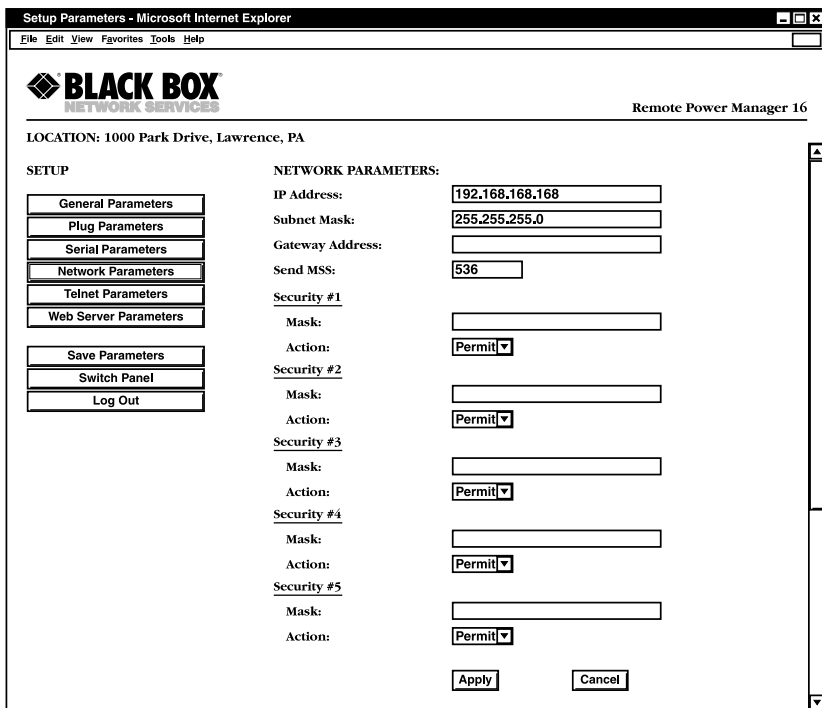 Setup Parameters - Microsoft Internet Explorer
File Edit View Favorites Tools Help
BLACK BOX®
NETWORK SERVICES
Remote Power Manager 16
LOCATION: 1000 Park Drive, Lawrence, PA
SETUP
General Parameters
Plug Parameters
Serial Parameters
Network Parameters
Telnet Parameters
Web Server Parameters
Save Parameters
Switch Panel
Log Out
NETWORK PARAMETERS:
IP Address: 192.168.168.168
Subnet Mask: 255.255.255.0
Gateway Address:
Send MSS: 536
Security #1
Mask:
Action: Permit
Security #2
Mask:
Action: Permit
Security #3
Mask:
Action: Permit
Security #4
Mask:
Action: Permit
Security #5
Mask:
Action: Permit
Apply Cancel